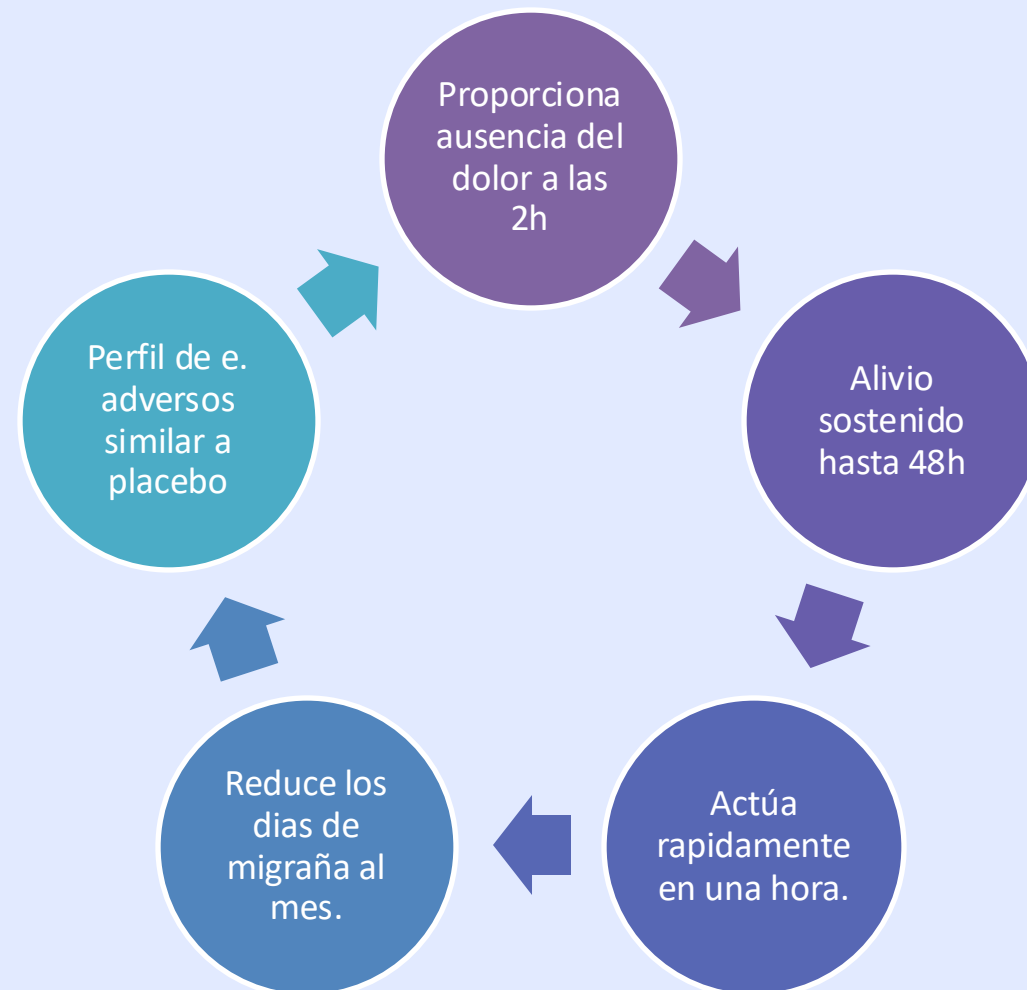 Proporciona
ausencia del
dolor a las
2h
Alivio
sostenido
hasta 48h
Actúa
rapidamente
en una hora.
Reduce los
dias de
migraña al
mes.
Perfil de e.
adversos
similar a
placebo